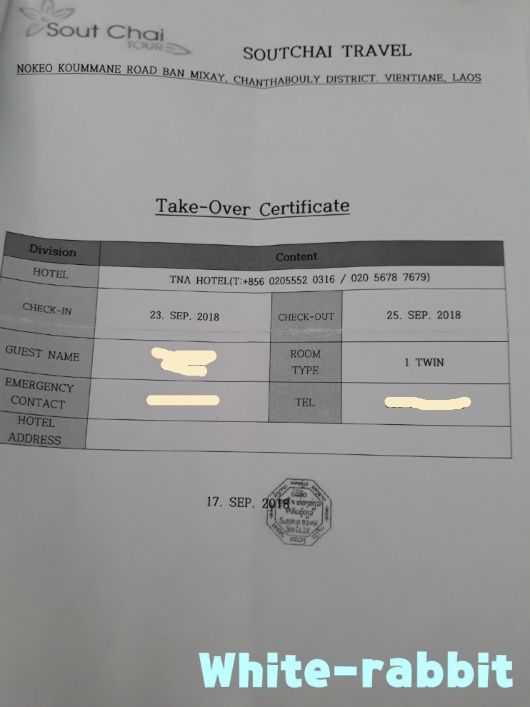 Sout Chai
TOUR
SOUTCHAI TRAVEL
NOKEO KOUMMANE ROAD BAN MIXAY, CHANTHABOULY DISTRICT. VIENTIANE, LAOS
Take-Over Certificate
Division Content
HOTEL TNA HOTEL(T:+856 0205552 0316 / 020 5678 7679)
CHECK-IN 23. SEP. 2018 CHECK-OUT 25. SEP. 2018
GUEST NAME ROOM TYPE 1 TWIN
EMERGENCY CONTACT TEL
HOTEL ADDRESS
17. SEP. 2018
Soutchai travel
White-rabbit